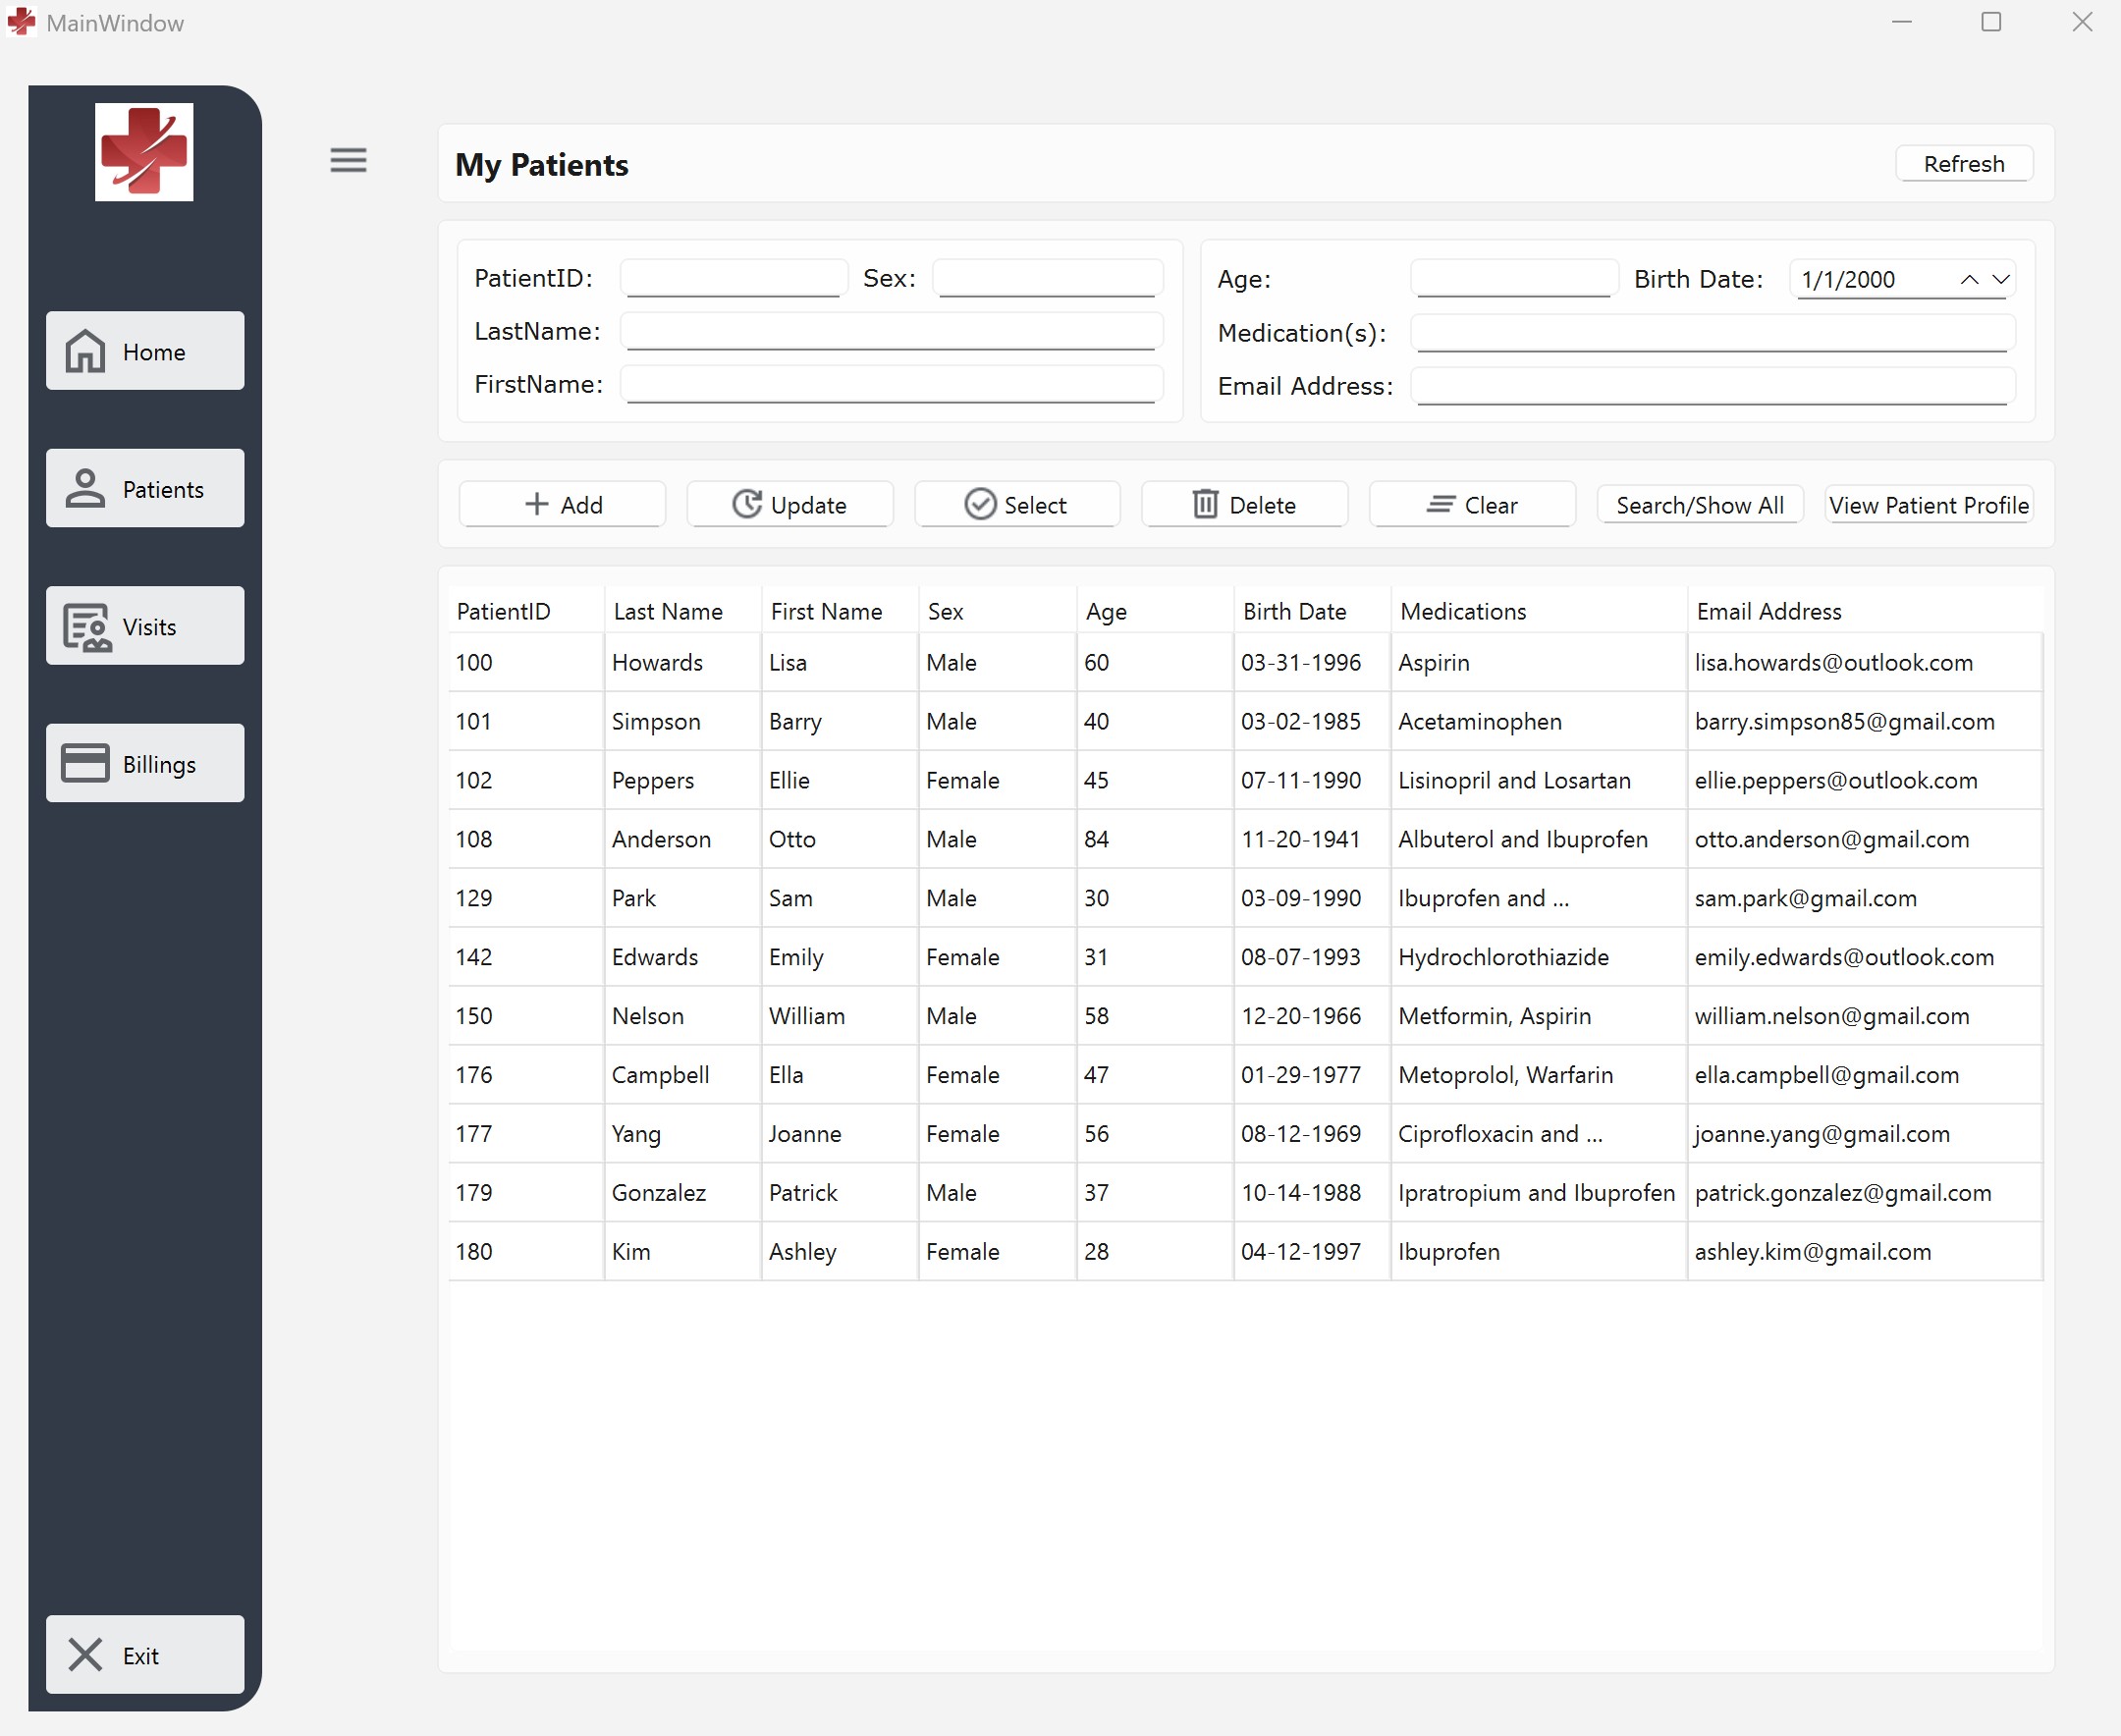 MainWindow
My Patients
Refresh
PatientID: Sex: Age: Birth Date: 1/1/2000
LastName: Medication(s):
FirstName: Email Address:
Home
Patients
Visits
Billings
Exit
Add Update Select Delete Clear Search/Show All View Patient Profile
PatientID Last Name First Name Sex Age Birth Date Medications Email Address
100 Howards Lisa Male 60 03-31-1996 Aspirin lisa.howards@outlook.com
101 Simpson Barry Male 40 03-02-1985 Acetaminophen barry.simpson85@gmail.com
102 Peppers Ellie Female 45 07-11-1990 Lisinopril and Losartan ellie.peppers@outlook.com
108 Anderson Otto Male 84 11-20-1941 Albuterol and Ibuprofen otto.anderson@gmail.com
129 Park Sam Male 30 03-09-1990 Ibuprofen and ... sam.park@gmail.com
142 Edwards Emily Female 31 08-07-1993 Hydrochlorothiazide emily.edwards@outlook.com
150 Nelson William Male 58 12-20-1966 Metformin, Aspirin william.nelson@gmail.com
176 Campbell Ella Female 47 01-29-1977 Metoprolol, Warfarin ella.campbell@gmail.com
177 Yang Joanne Female 56 08-12-1969 Ciprofloxacin and ... joanne.yang@gmail.com
179 Gonzalez Patrick Male 37 10-14-1988 Ipratropium and Ibuprofen patrick.gonzalez@gmail.com
180 Kim Ashley Female 28 04-12-1997 Ibuprofen ashley.kim@gmail.com